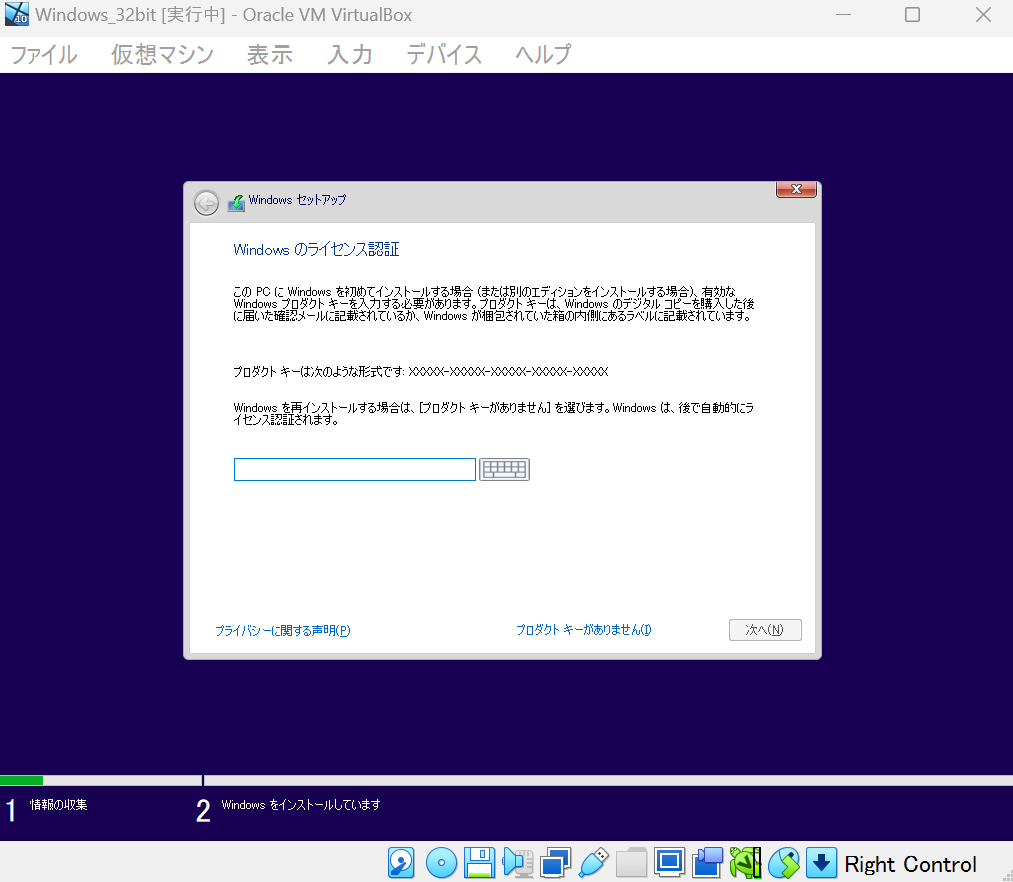 Windows_32bit [実行中] - Oracle VM VirtualBox
ファイル 仮想マシン 表示 入力 デバイス ヘルプ
Windows セットアップ
Windows のライセンス認証
この PC に Windows を初めてインストールする場合 (または別のエディションをインストールする場合)、有効な
Windows プロダクト キーを入力する必要があります。プロダクト キーは、Windows のデジタル コピーを購入した後
に届いた確認メールに記載されているか、Windows が梱包されていた箱の内側にあるラベルに記載されています。
プロダクト キーは次のような形式です: XXXXX-XXXXX-XXXXX-XXXXX-XXXXX
Windows を再インストールする場合は、[プロダクト キーがありません] を選びます。Windows は、後で自動的にラ
イセンス認証されます。
プライバシーに関する声明(P) プロダクト キーがありません(I) 次へ(N)
1 情報の収集 2 Windows をインストールしています
Right Control